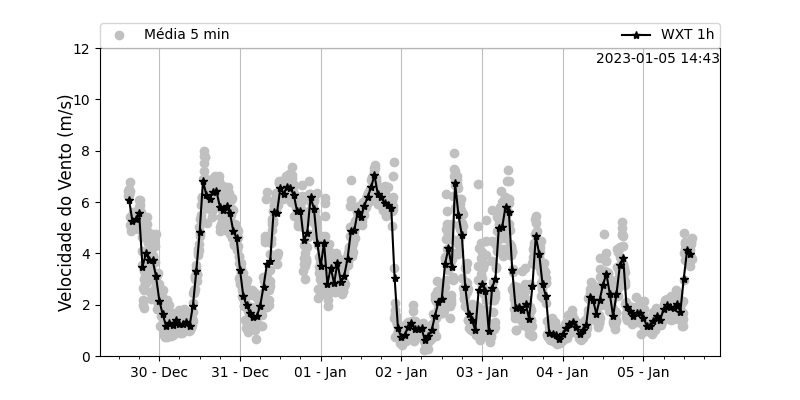 Média 5 min
WXT 1h
2023-01-05 14:43
Velocidade do Vento (m/s)
12
10
8
6
4
2
0
30 - Dec
31 - Dec
01 - Jan
02 - Jan
03 - Jan
04 - Jan
05 - Jan